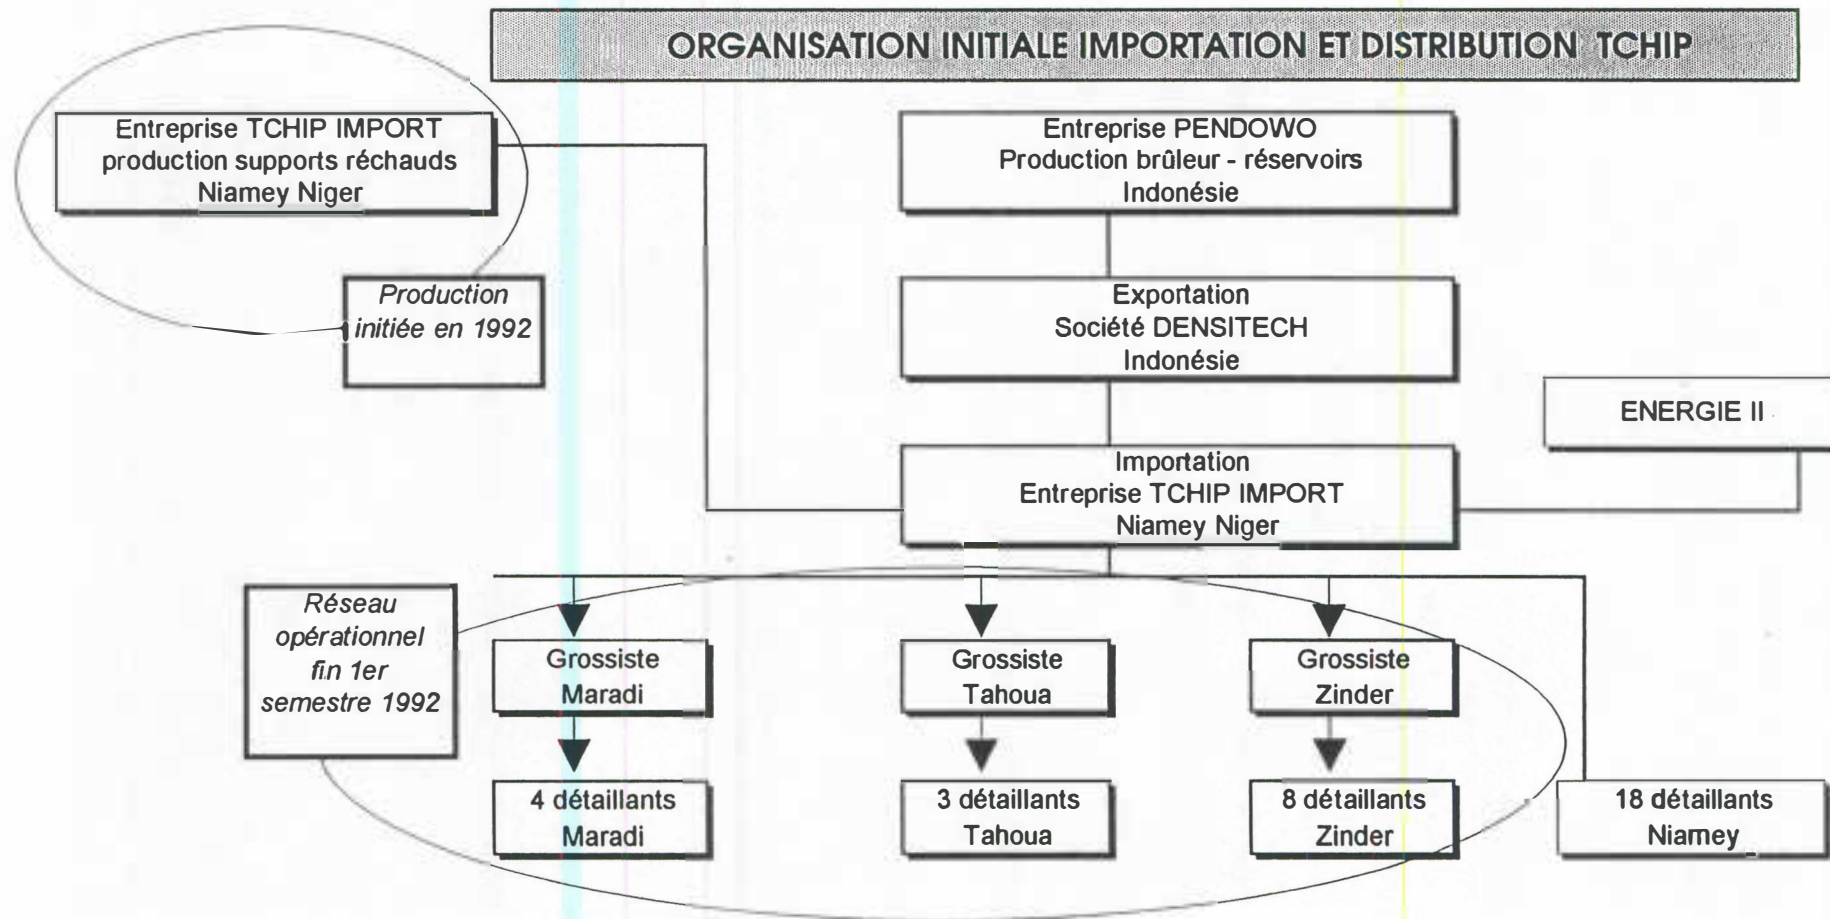 ORGANISATION INITIALE IMPORTATION ET DISTRIBUTION TCHIP
Entreprise TCHIP IMPORT
production supports réchauds
Niamey Niger
Entreprise PENDOWO
Production brûleur - réservoirs
Indonésie
Production
initiée en 1992
Exportation
Société DENSITECH
Indonésie
ENERGIE II
Importation
Entreprise TCHIP IMPORT
Niamey Niger
Réseau
opérationnel
fin 1er
semestre 1992
Grossiste
Maradi
Grossiste
Tahoua
Grossiste
Zinder
4 détaillants
Maradi
3 détaillants
Tahoua
8 détaillants
Zinder
18 détaillants
Niamey